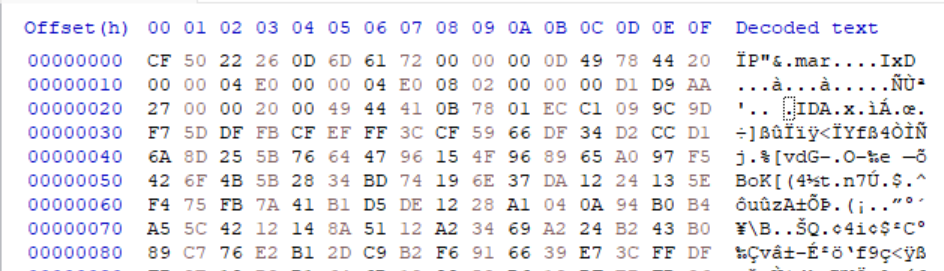 Offset(h) 00 01 02 03 04 05 06 07 08 09 0A 0B 0C 0D 0E 0F Decoded text
00000000 CF 50 22 26 0D 6D 61 72 00 00 00 0D 49 78 44 20 ÏP"&.mar....IxD
00000010 00 00 04 E0 00 00 04 E0 08 02 00 00 00 D1 D9 AA ...à...à.....ÑÙª
00000020 27 00 00 20 00 49 44 41 0B 78 01 EC C1 09 9C 9D '.. .IDA.x.ìÁ.œ.
00000030 F7 5D DF FB CF EF FF 3C CF 59 66 DF 34 D2 CC D1 ÷]ßûÏïÿ<ÏYfß4ÒÌÑ
00000040 6A 8D 25 5B 76 64 47 96 15 4F 96 89 65 A0 97 F5 j.%[vdG–.O–‰e —õ
00000050 42 6F 4B 5B 28 34 BD 74 19 6E 37 DA 12 24 13 5E BoK[(4½t.n7Ú.$.^
00000060 F4 75 FB 7A 41 B1 D5 DE 12 28 A1 04 0A 94 B0 B4 ôuûzA±ÕÞ.(¡..”°´
00000070 A5 5C 42 12 14 8A 51 12 A2 34 69 A2 24 B2 43 B0 ¥\B..ŠQ.¢4i¢$²C°
00000080 89 C7 76 E2 B1 2D C9 B2 F6 91 66 39 E7 3C FF DF ‰Çvâ±-É²ö‘f9ç<ÿß